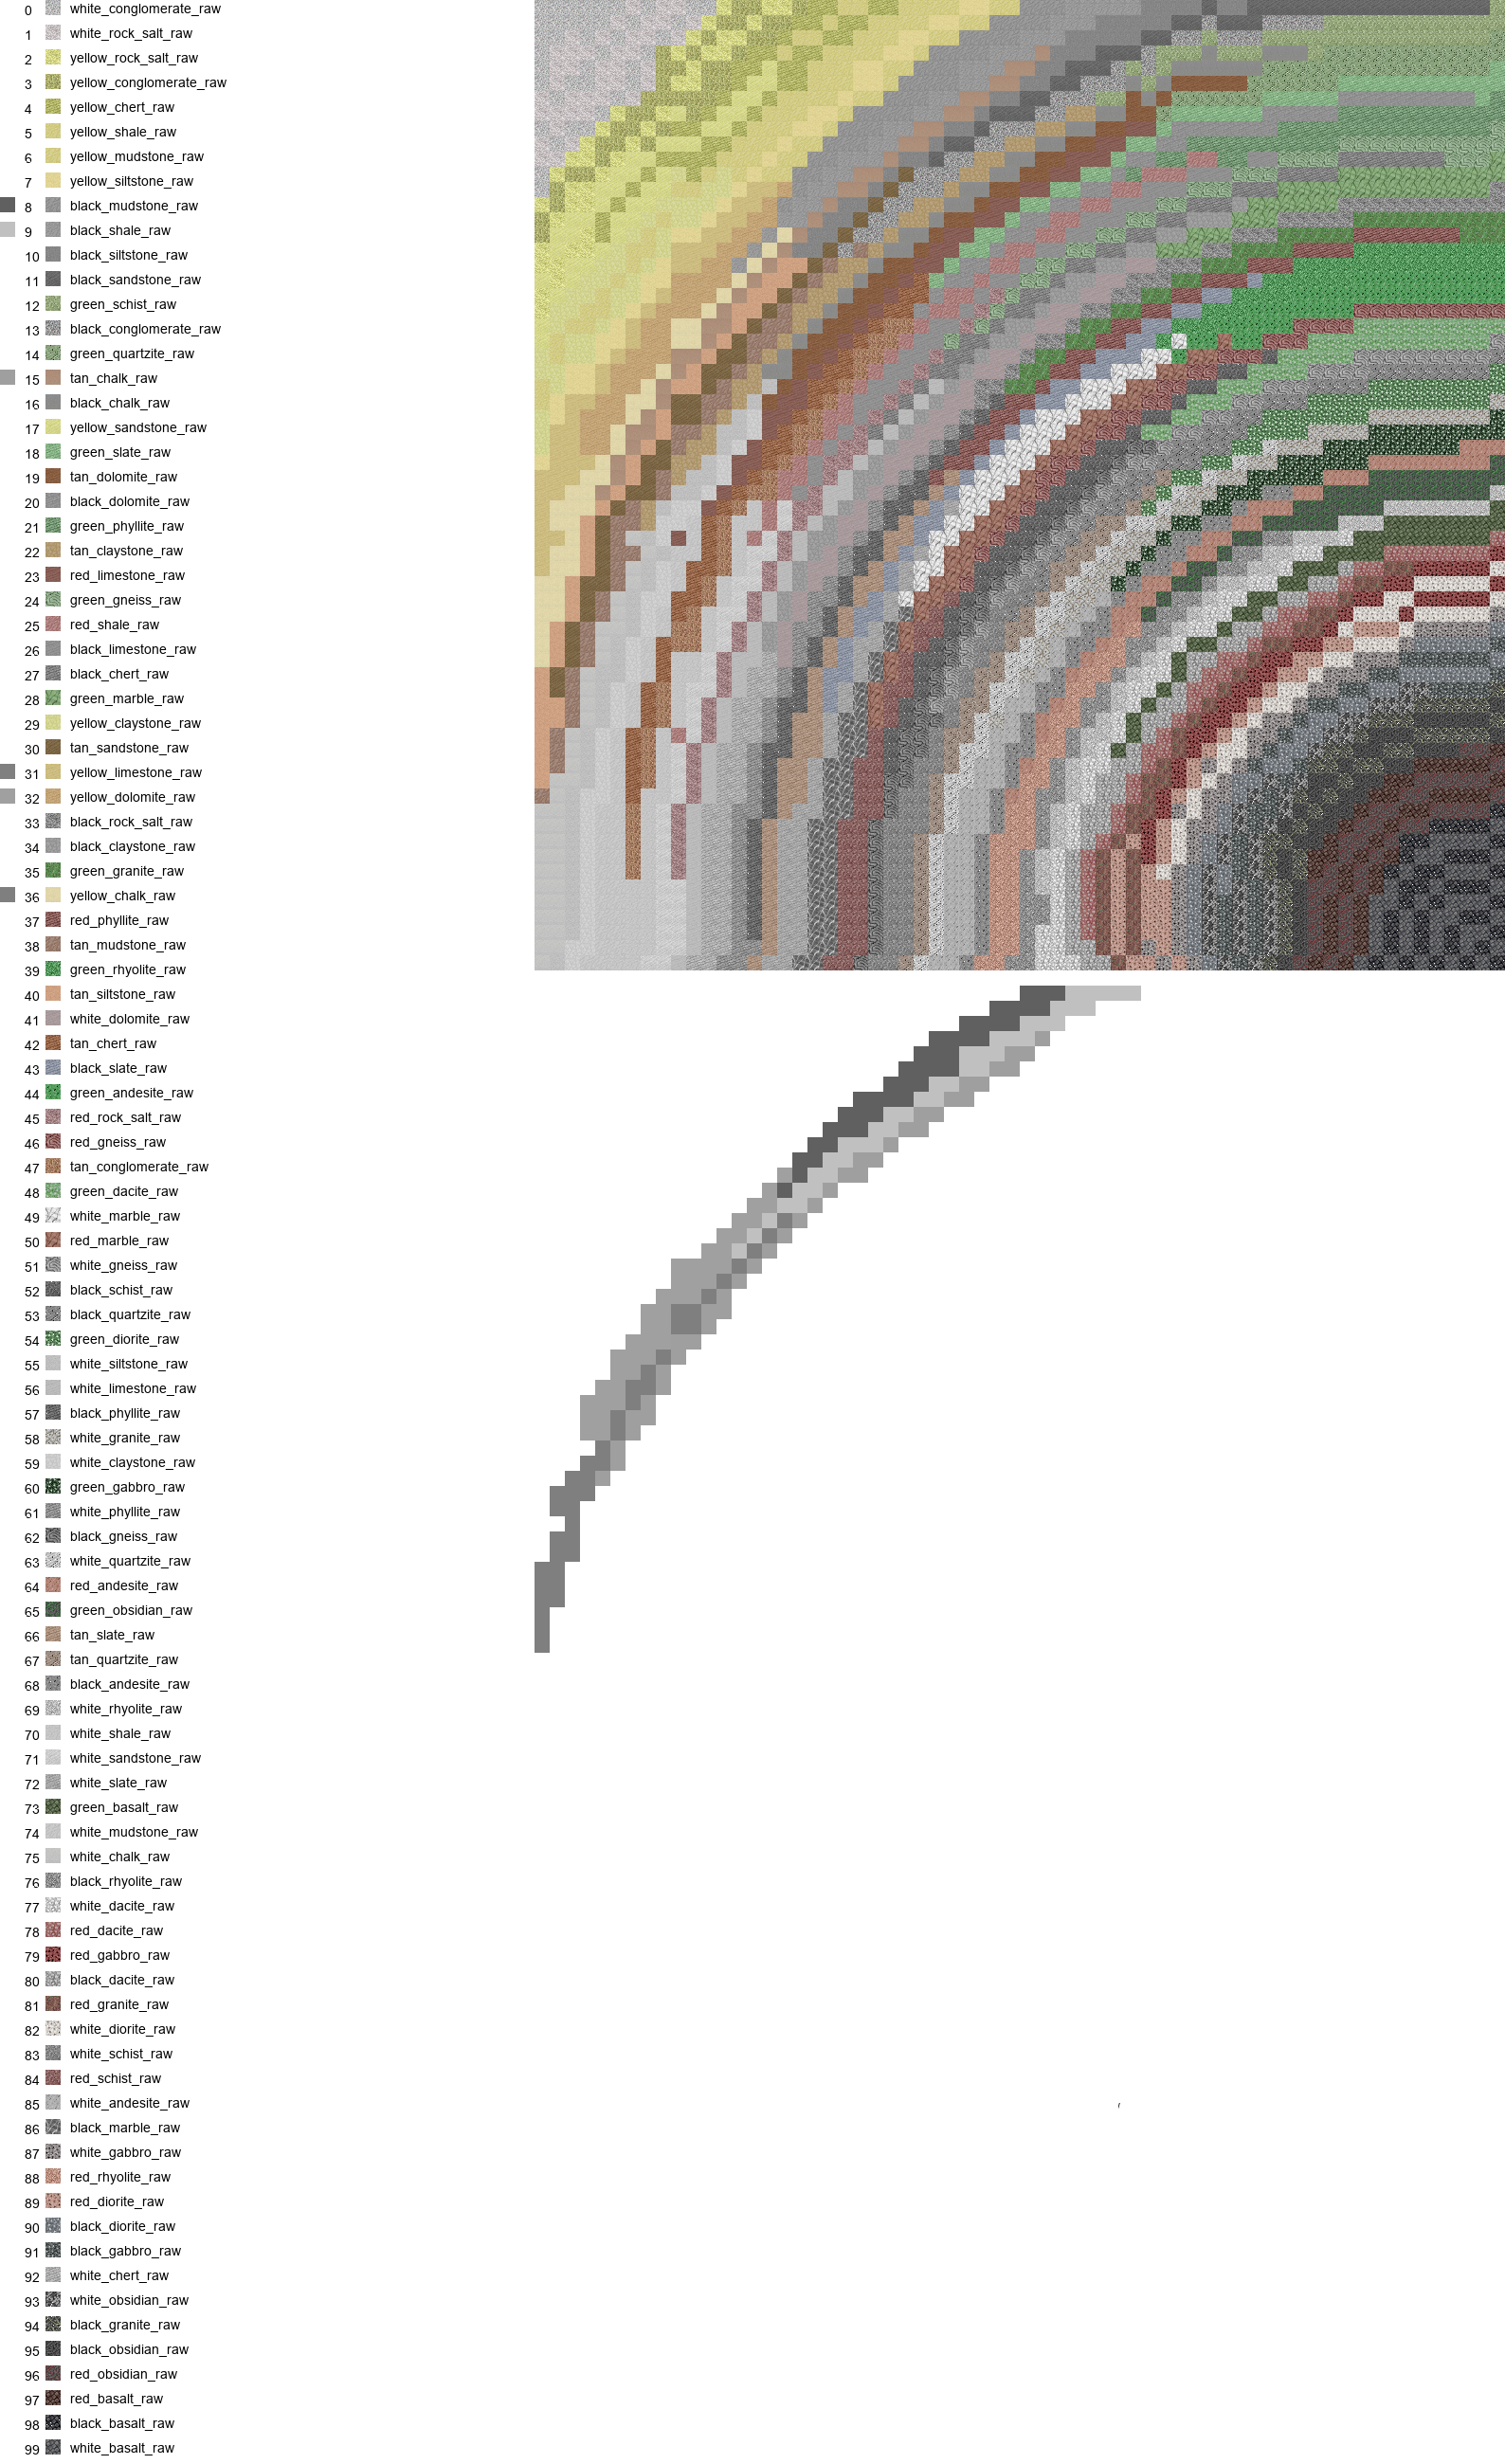 0 white_conglomerate_raw
1 white_rock_salt_raw
2 yellow_rock_salt_raw
3 yellow_conglomerate_raw
4 yellow_chert_raw
5 yellow_shale_raw
6 yellow_mudstone_raw
7 yellow_siltstone_raw
8 black_mudstone_raw
9 black_shale_raw
10 black_siltstone_raw
11 black_sandstone_raw
12 green_schist_raw
13 black_conglomerate_raw
14 green_quartzite_raw
15 tan_chalk_raw
16 black_chalk_raw
17 yellow_sandstone_raw
18 green_slate_raw
19 tan_dolomite_raw
20 black_dolomite_raw
21 green_phyllite_raw
22 tan_claystone_raw
23 red_limestone_raw
24 green_gneiss_raw
25 red_shale_raw
26 black_limestone_raw
27 black_chert_raw
28 green_marble_raw
29 yellow_claystone_raw
30 tan_sandstone_raw
31 yellow_limestone_raw
32 yellow_dolomite_raw
33 black_rock_salt_raw
34 black_claystone_raw
35 green_granite_raw
36 yellow_chalk_raw
37 red_phyllite_raw
38 tan_mudstone_raw
39 green_rhyolite_raw
40 tan_siltstone_raw
41 white_dolomite_raw
42 tan_chert_raw
43 black_slate_raw
44 green_andesite_raw
45 red_rock_salt_raw
46 red_gneiss_raw
47 tan_conglomerate_raw
48 green_dacite_raw
49 white_marble_raw
50 red_marble_raw
51 white_gneiss_raw
52 black_schist_raw
53 black_quartzite_raw
54 green_diorite_raw
55 white_siltstone_raw
56 white_limestone_raw
57 black_phyllite_raw
58 white_granite_raw
59 white_claystone_raw
60 green_gabbro_raw
61 white_phyllite_raw
62 black_gneiss_raw
63 white_quartzite_raw
64 red_andesite_raw
65 green_obsidian_raw
66 tan_slate_raw
67 tan_quartzite_raw
68 black_andesite_raw
69 white_rhyolite_raw
70 white_shale_raw
71 white_sandstone_raw
72 white_slate_raw
73 green_basalt_raw
74 white_mudstone_raw
75 white_chalk_raw
76 black_rhyolite_raw
77 white_dacite_raw
78 red_dacite_raw
79 red_gabbro_raw
80 black_dacite_raw
81 red_granite_raw
82 white_diorite_raw
83 white_schist_raw
84 red_schist_raw
85 white_andesite_raw
86 black_marble_raw
87 white_gabbro_raw
88 red_rhyolite_raw
89 red_diorite_raw
90 black_diorite_raw
91 black_gabbro_raw
92 white_chert_raw
93 white_obsidian_raw
94 black_granite_raw
95 black_obsidian_raw
96 red_obsidian_raw
97 red_basalt_raw
98 black_basalt_raw
99 white_basalt_raw